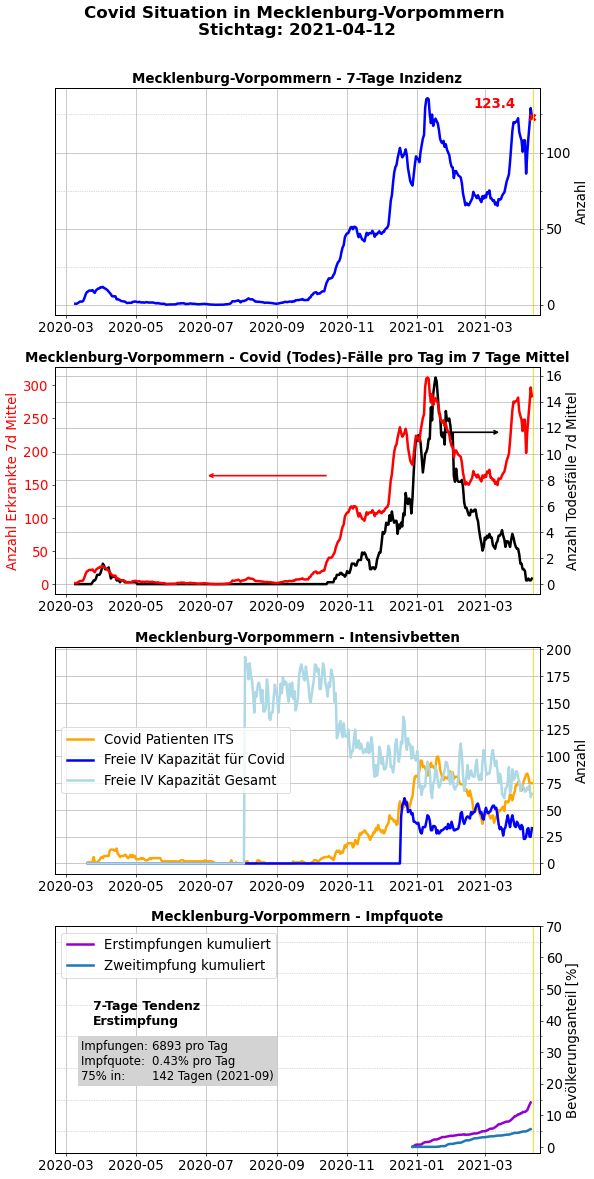 Covid Situation in Mecklenburg-Vorpommern
Stichtag: 2021-04-12
Mecklenburg-Vorpommern - 7-Tage Inzidenz
123.4
100
50
0
Anzahl
2020-03 2020-05 2020-07 2020-09 2020-11 2021-01 2021-03
Mecklenburg-Vorpommern - Covid (Todes)-Fälle pro Tag im 7 Tage Mittel
Anzahl Erkrankte 7d Mittel
300
250
200
150
100
50
0
16
14
12
10
8
6
4
2
0
Anzahl Todesfälle 7d Mittel
2020-03 2020-05 2020-07 2020-09 2020-11 2021-01 2021-03
Mecklenburg-Vorpommern - Intensivbetten
Covid Patienten ITS
Freie IV Kapazität für Covid
Freie IV Kapazität Gesamt
200
175
150
125
100
75
50
25
0
Anzahl
2020-03 2020-05 2020-07 2020-09 2020-11 2021-01 2021-03
Mecklenburg-Vorpommern - Impfquote
Erstimpfungen kumuliert
Zweitimpfung kumuliert
7-Tage Tendenz
Erstimpfung
Impfungen: 6893 pro Tag
Impfquote: 0.43% pro Tag
75% in: 142 Tagen (2021-09)
70
60
50
40
30
20
10
0
Bevölkerungsanteil [%]
2020-03 2020-05 2020-07 2020-09 2020-11 2021-01 2021-03